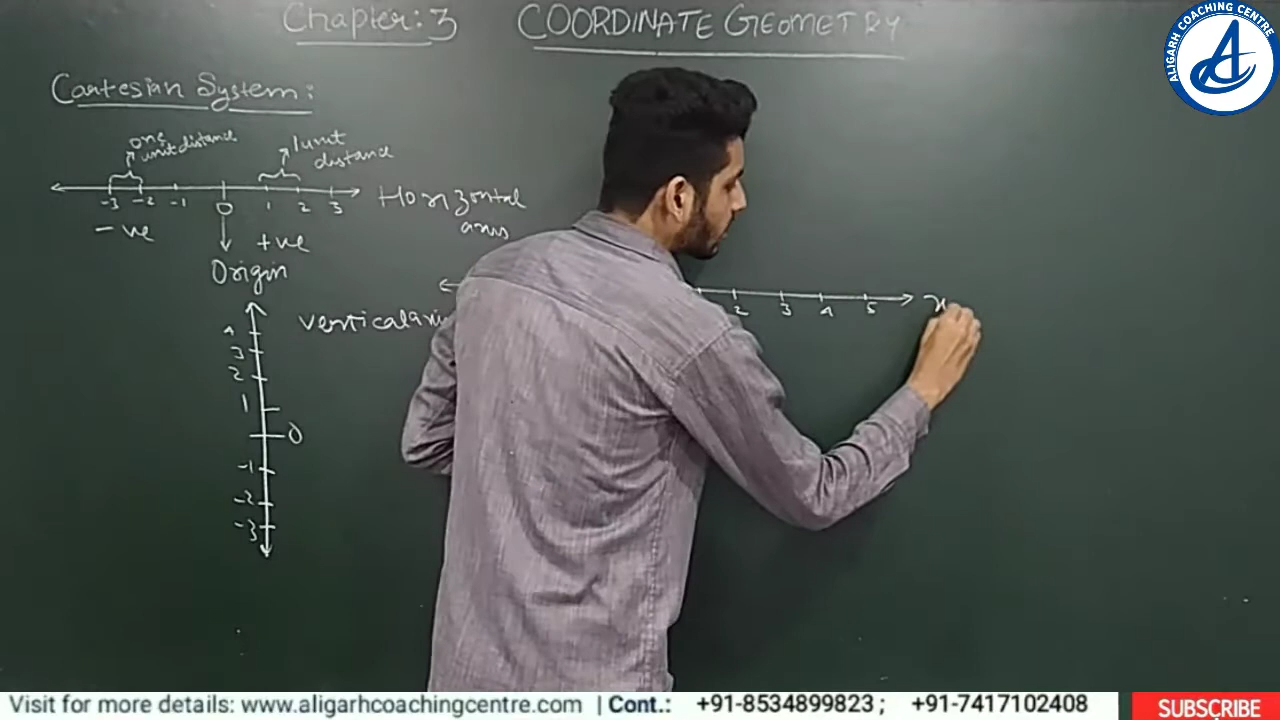 Chapter: 3 COORDINATE GEOMETRY
Cartesian System:
one
unit distance
1 unit
distance
-3 -2 -1 0 1 2 3
Horizontal
axis
-ve
+ve
Origin
vertical axis
4
3
2
1
0
-1
-2
-3
2 3 4 5
x
ALIGARH COACHING CENTRE
A
Visit for more details: www.aligarhcoachingcentre.com | Cont.: +91-8534899823 ; +91-7417102408
SUBSCRIBE